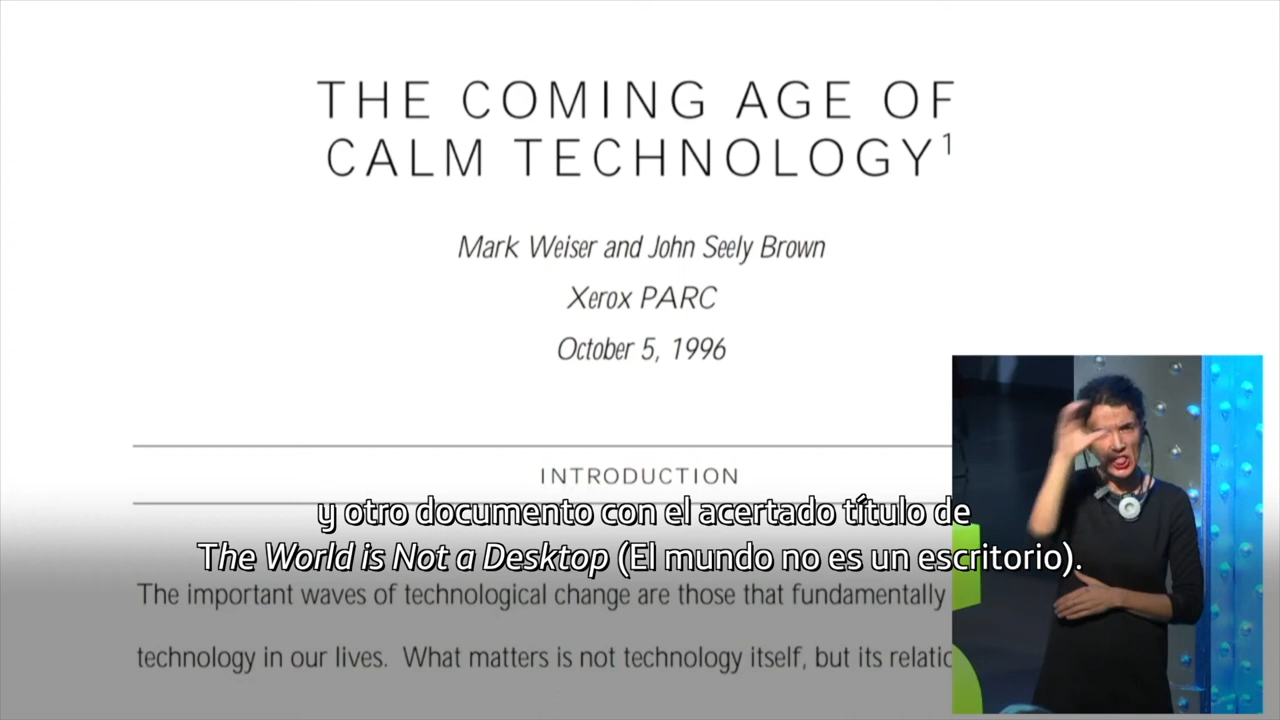 THE COMING AGE OF
CALM TECHNOLOGY1
Mark Weiser and John Seely Brown
Xerox PARC
October 5, 1996
INTRODUCTION
y otro documento con el acertado título de
The World is Not a Desktop (El mundo no es un escritorio).
The important waves of technological change are those that fundamentally
technology in our lives. What matters is not technology itself, but its